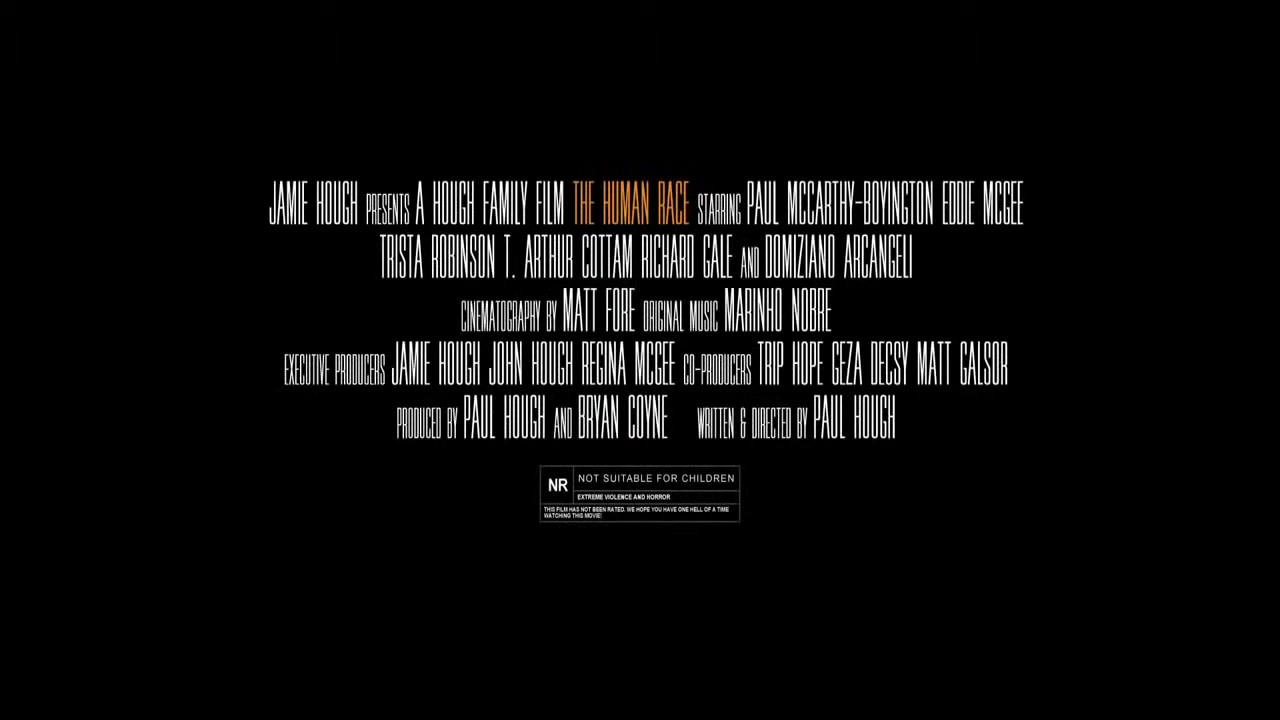 JAMIE HOUGH PRESENTS A HOUGH FAMILY FILM THE HUMAN RACE STARRING PAUL MCCARTHY-BOYINGTON EDDIE MCGEE
TRISTA ROBINSON T. ARTHUR COTTAM RICHARD GALE AND DOMIZIANO ARCANGELI
CINEMATOGRAPHY BY MATT FORE ORIGINAL MUSIC MARINHO NOBRE
EXECUTIVE PRODUCERS JAMIE HOUGH JOHN HOUGH REGINA MCGEE CO-PRODUCERS TRIP HOPE GEZA DECSY MATT GALSOR
PRODUCED BY PAUL HOUGH AND BRYAN COYNE WRITTEN & DIRECTED BY PAUL HOUGH
NR NOT SUITABLE FOR CHILDREN
EXTREME VIOLENCE AND HORROR
THIS FILM HAS NOT BEEN RATED. WE HOPE YOU HAVE ONE HELL OF A TIME
WATCHING THIS MOVIE!